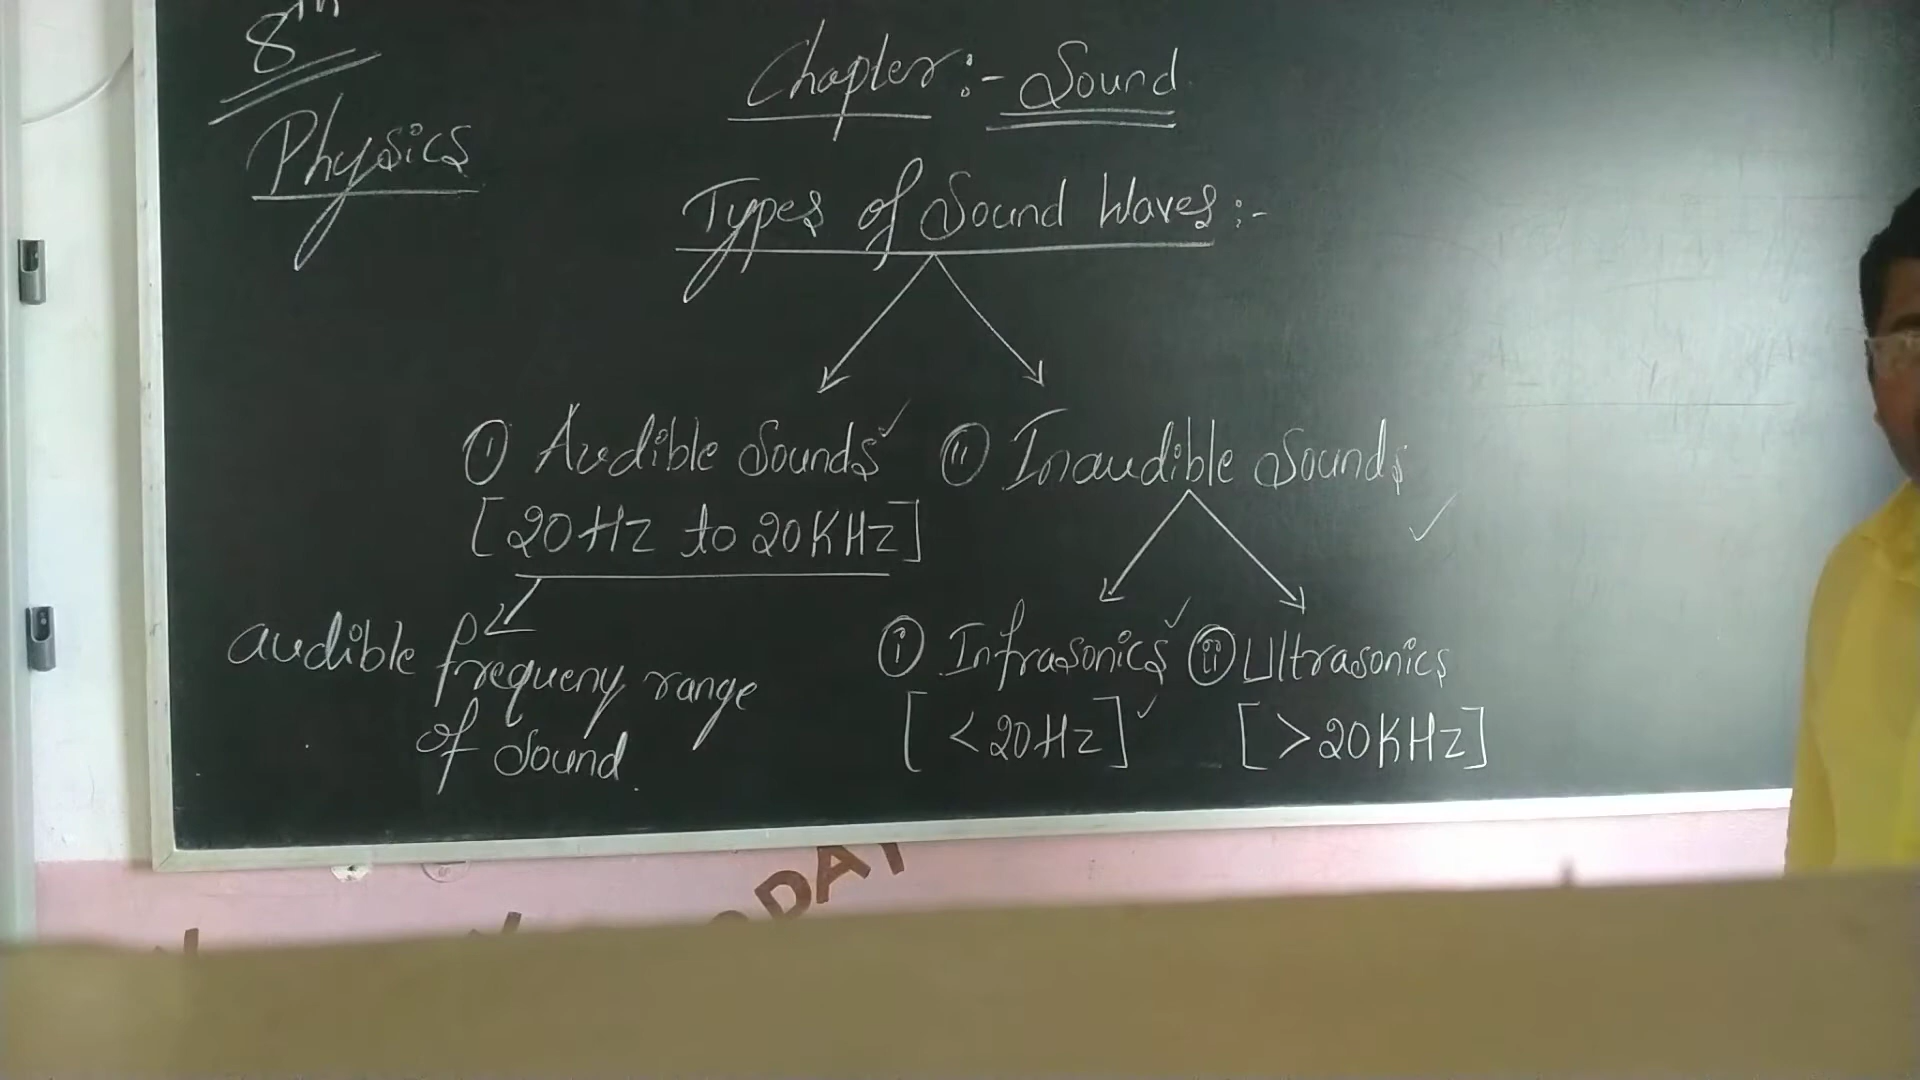 8th
Physics
Chapter :- Sound
Types of Sound Waves :-
(i) Audible Sounds ✓ (ii) Inaudible Sounds
[20Hz to 20KHz] ✓
audible frequeny range
of Sound.
(i) Infrasonics ✓ (ii) Ultrasonics
[<20Hz] ✓ [>20KHz]
DAY